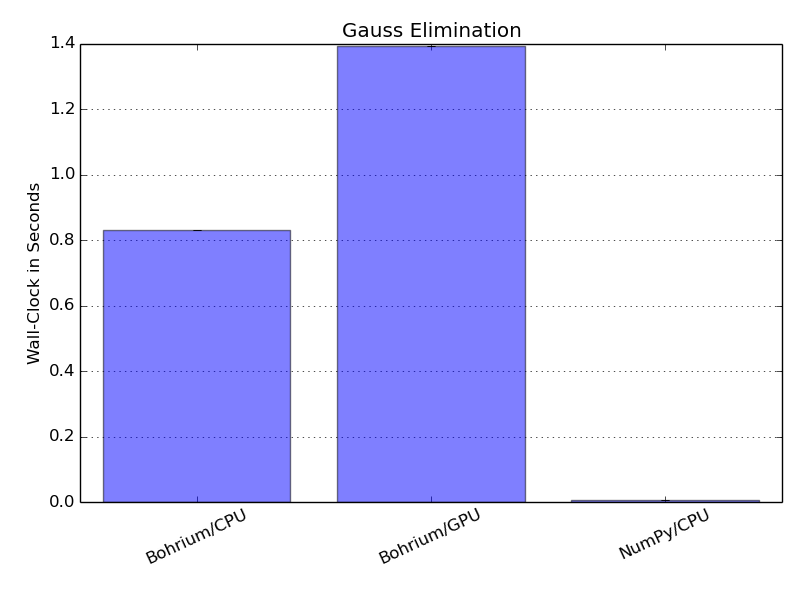 Gauss Elimination
1.4
1.2
1.0
0.8
0.6
0.4
0.2
0.0
Wall-Clock in Seconds
Bohrium/CPU
Bohrium/GPU
NumPy/CPU